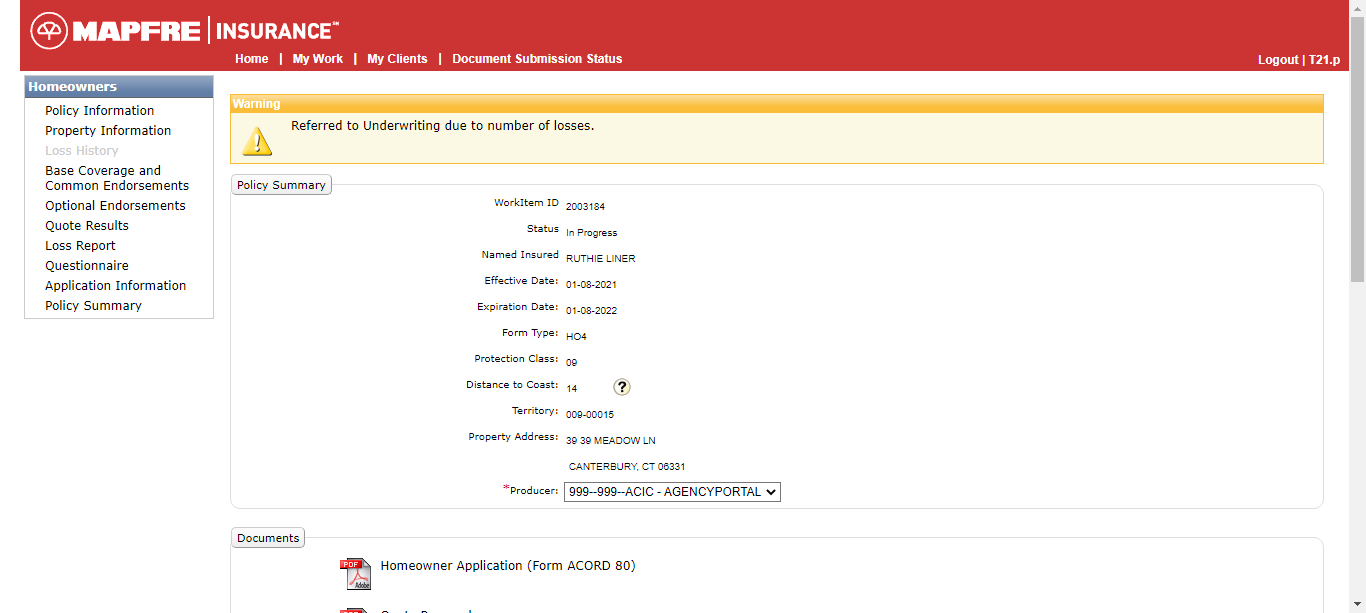 MAPFRE | INSURANCE℠
Home | My Work | My Clients | Document Submission Status
Logout | T21.p
Homeowners
Policy Information
Property Information
Loss History
Base Coverage and
Common Endorsements
Optional Endorsements
Quote Results
Loss Report
Questionnaire
Application Information
Policy Summary
Warning
Referred to Underwriting due to number of losses.
Policy Summary
WorkItem ID 2003184
Status In Progress
Named Insured RUTHIE LINER
Effective Date: 01-08-2021
Expiration Date: 01-08-2022
Form Type: HO4
Protection Class: 09
Distance to Coast: 14 ?
Territory: 009-00015
Property Address: 39 39 MEADOW LN
CANTERBURY, CT 06331
*Producer: 999--999--ACIC - AGENCYPORTAL
Documents
PDF Adobe Homeowner Application (Form ACORD 80)